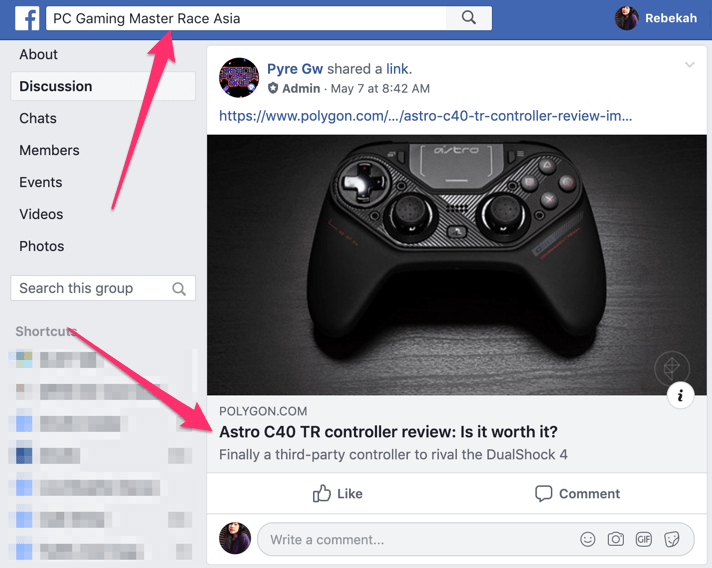 PC Gaming Master Race Asia
Rebekah
About
Discussion
Chats
Members
Events
Videos
Photos
Search this group
Shortcuts
Pyre Gw shared a link.
Admin · May 7 at 8:42 AM
https://www.polygon.com/.../astro-c40-tr-controller-review-im...
astro
POLYGON.COM
Astro C40 TR controller review: Is it worth it?
Finally a third-party controller to rival the DualShock 4
Like
Comment
Write a comment...
GIF